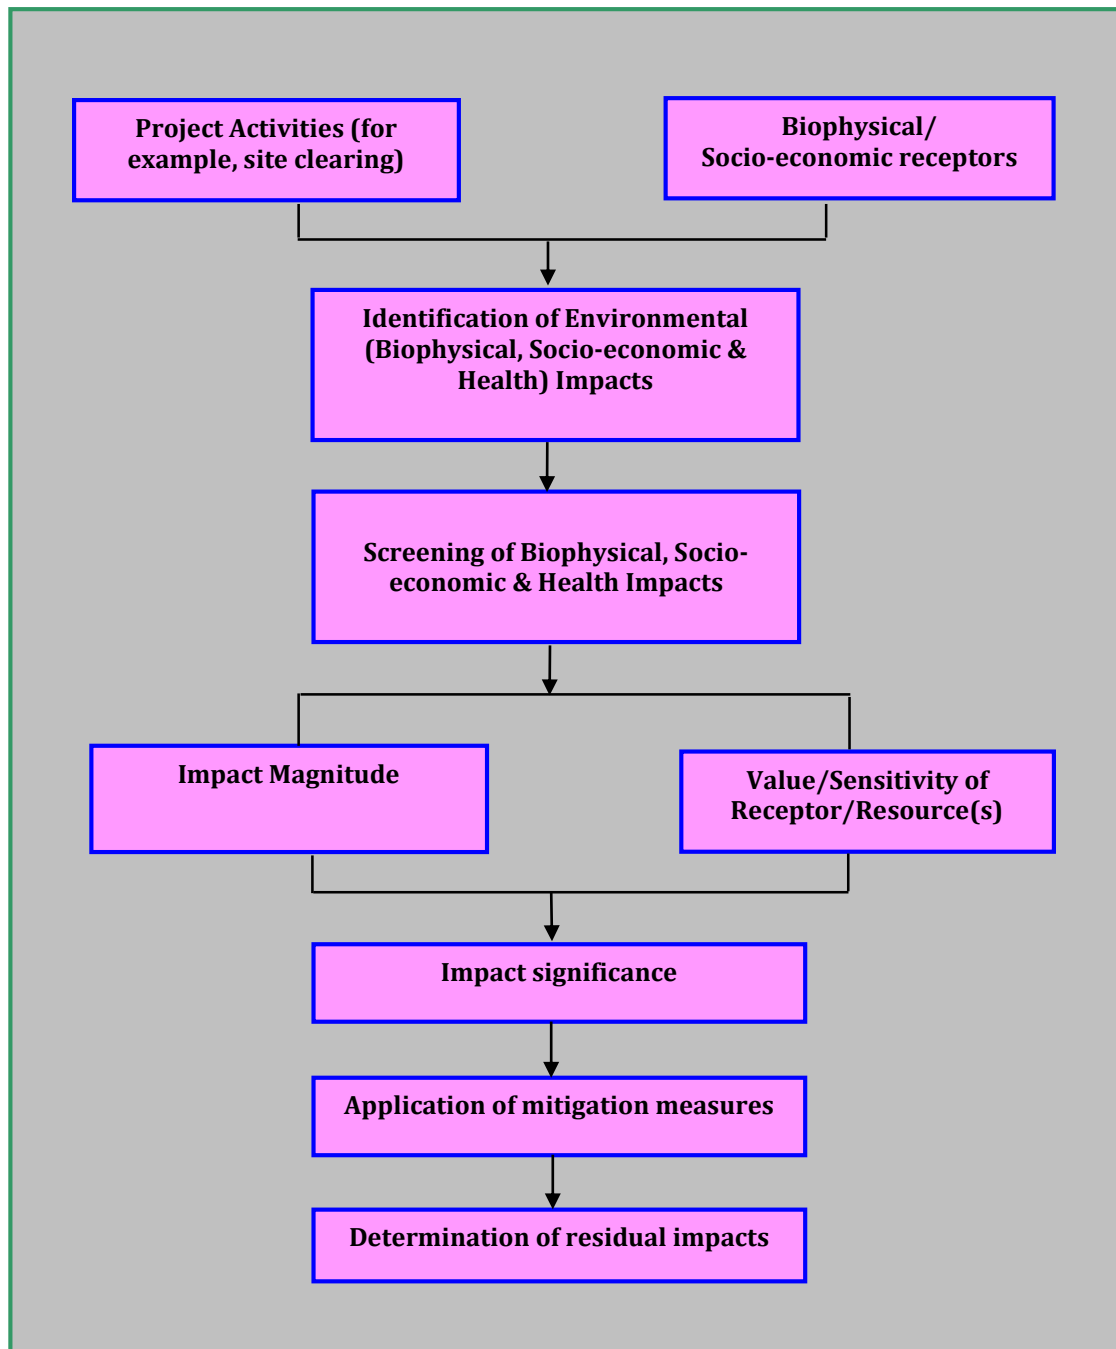 Project Activities (for
example, site clearing)
Biophysical/
Socio-economic receptors
Identification of Environmental
(Biophysical, Socio-economic &
Health) Impacts
Screening of Biophysical, Socio-
economic & Health Impacts
Impact Magnitude
Value/Sensitivity of
Receptor/Resource(s)
Impact significance
Application of mitigation measures
Determination of residual impacts